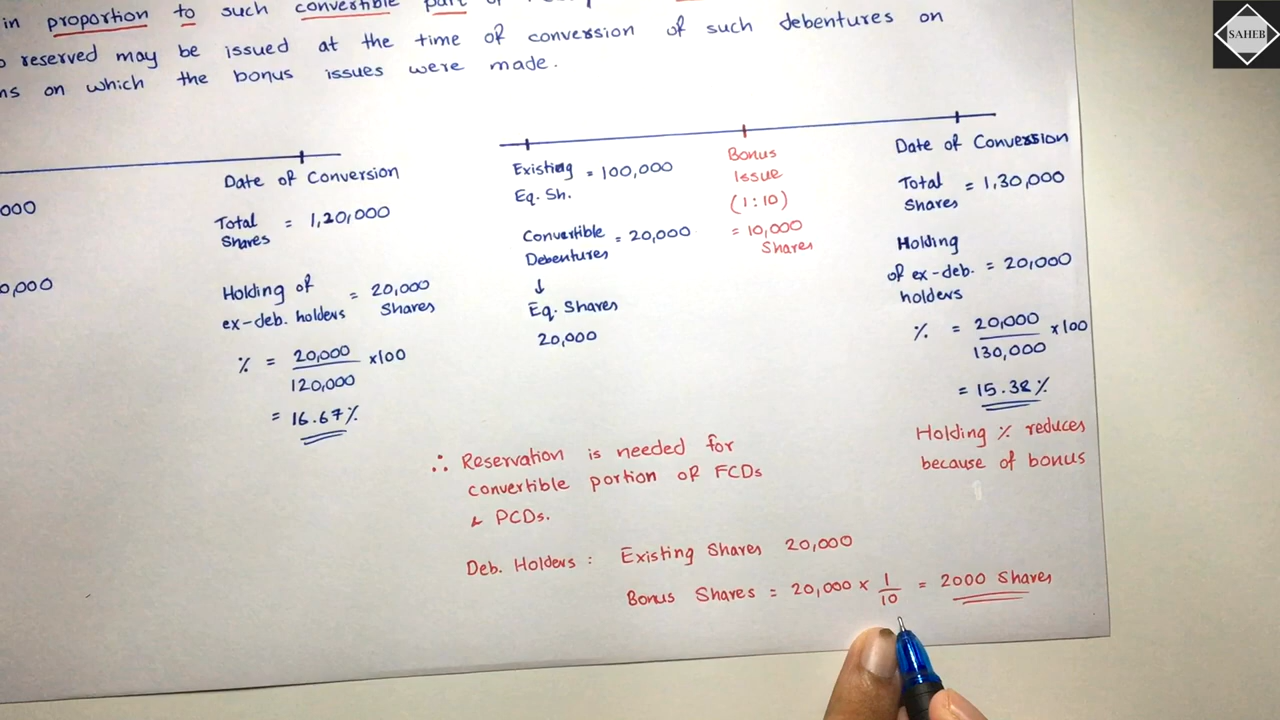 in proportion to such convertible part of
reserved may be issued at the time of conversion of such debentures on
on which the bonus issues were made.
SAHEB
000
0,000
Date of Conversion
Total Shares = 1,20,000
Holding of
ex-deb. holders = 20,000 Shares
% = 20,000 / 120,000 ×100
= 16.67%
Existing Eq. Sh. = 100,000
Convertible Debentures = 20,000
↓
Eq. Shares
20,000
Bonus
Issue
(1:10)
= 10,000
Shares
Date of Conversion
Total Shares = 1,30,000
Holding
of ex-deb. = 20,000
holders
% = 20,000 / 130,000 ×100
= 15.38%
Holding % reduces
because of bonus
∴ Reservation is needed for
convertible portion of FCDs
& PCDs.
Deb. Holders : Existing Shares 20,000
Bonus Shares = 20,000 × 1/10 = 2000 Shares